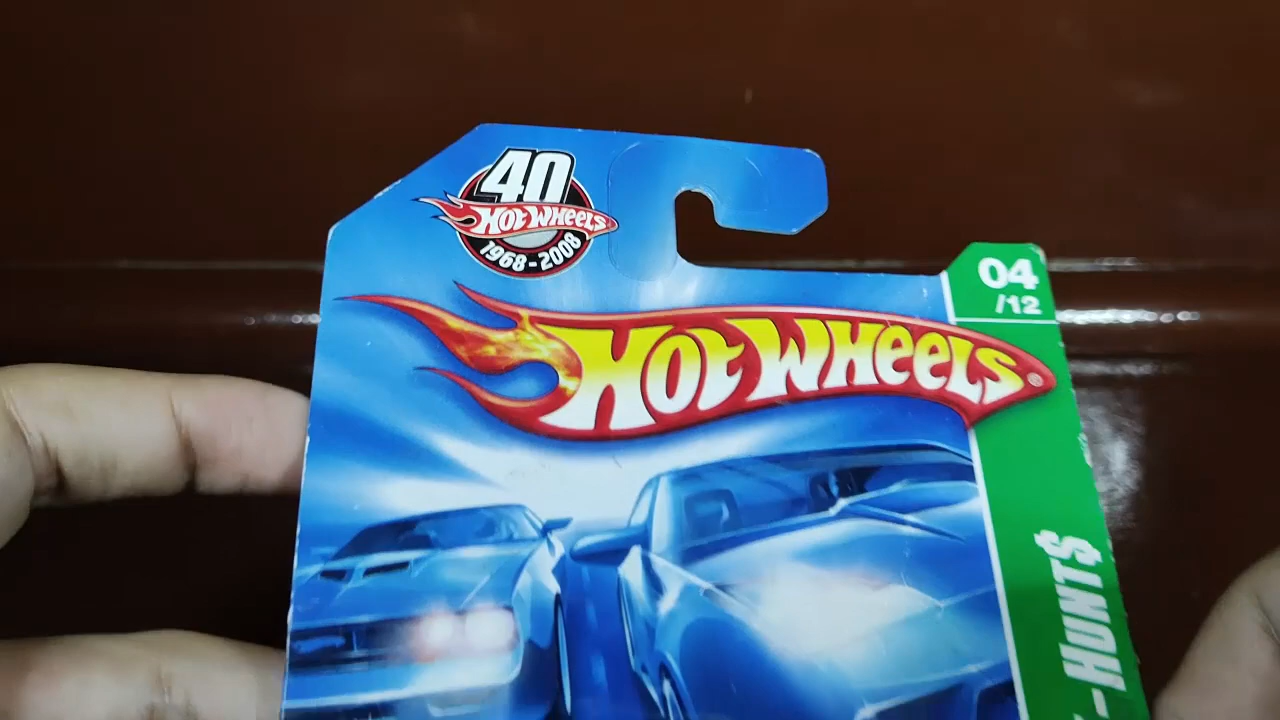 40
HOT WHEELS
1968-2008
04
/12
HOT WHEELS®
-HUNT$